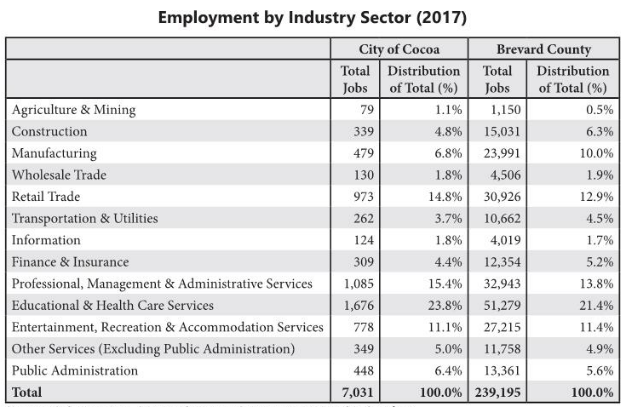 Employment by Industry Sector (2017)
City of Cocoa Brevard County
Total Jobs Distribution of Total (%) Total Jobs Distribution of Total (%)
Agriculture & Mining 79 1.1% 1,150 0.5%
Construction 339 4.8% 15,031 6.3%
Manufacturing 479 6.8% 23,991 10.0%
Wholesale Trade 130 1.8% 4,506 1.9%
Retail Trade 973 14.8% 30,926 12.9%
Transportation & Utilities 262 3.7% 10,662 4.5%
Information 124 1.8% 4,019 1.7%
Finance & Insurance 309 4.4% 12,354 5.2%
Professional, Management & Administrative Services 1,085 15.4% 32,943 13.8%
Educational & Health Care Services 1,676 23.8% 51,279 21.4%
Entertainment, Recreation & Accommodation Services 778 11.1% 27,215 11.4%
Other Services (Excluding Public Administration) 349 5.0% 11,758 4.9%
Public Administration 448 6.4% 13,361 5.6%
Total 7,031 100.0% 239,195 100.0%